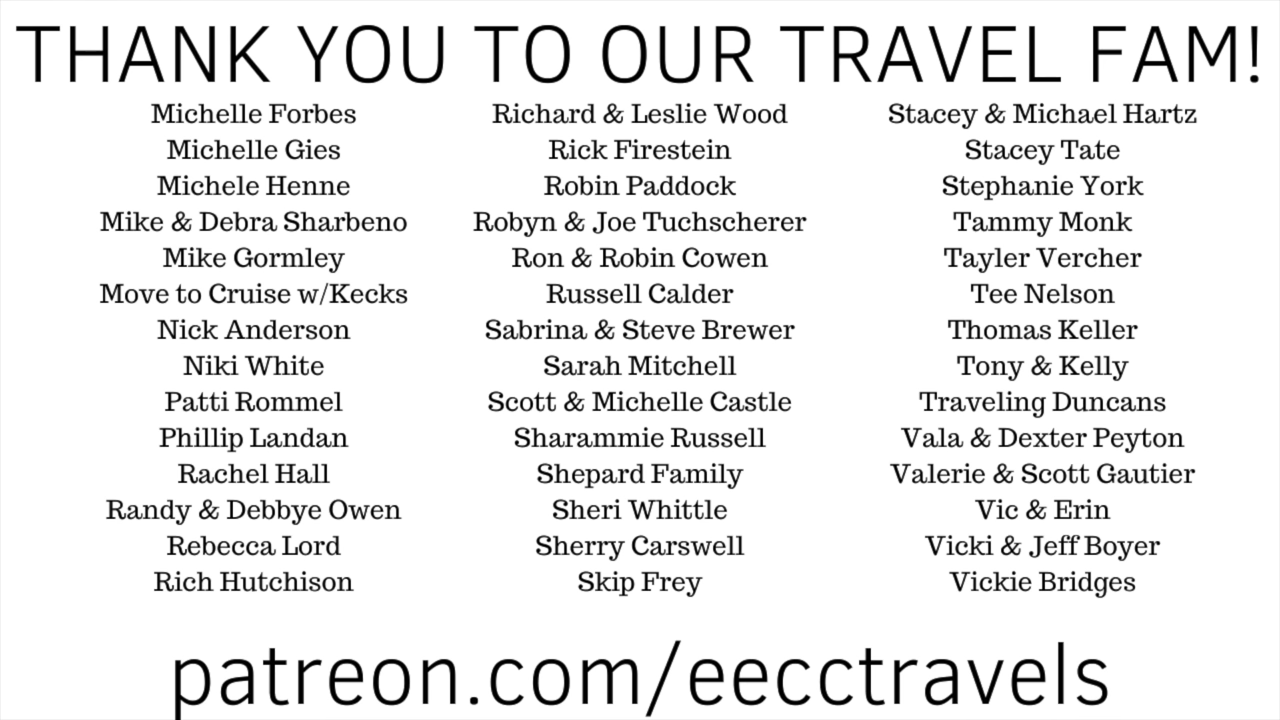 THANK YOU TO OUR TRAVEL FAM!
Michelle Forbes
Michelle Gies
Michele Henne
Mike & Debra Sharbeno
Mike Gormley
Move to Cruise w/Kecks
Nick Anderson
Niki White
Patti Rommel
Phillip Landan
Rachel Hall
Randy & Debbye Owen
Rebecca Lord
Rich Hutchison
Richard & Leslie Wood
Rick Firestein
Robin Paddock
Robyn & Joe Tuchscherer
Ron & Robin Cowen
Russell Calder
Sabrina & Steve Brewer
Sarah Mitchell
Scott & Michelle Castle
Sharammie Russell
Shepard Family
Sheri Whittle
Sherry Carswell
Skip Frey
Stacey & Michael Hartz
Stacey Tate
Stephanie York
Tammy Monk
Tayler Vercher
Tee Nelson
Thomas Keller
Tony & Kelly
Traveling Duncans
Vala & Dexter Peyton
Valerie & Scott Gautier
Vic & Erin
Vicki & Jeff Boyer
Vickie Bridges
patreon.com/eecctravels